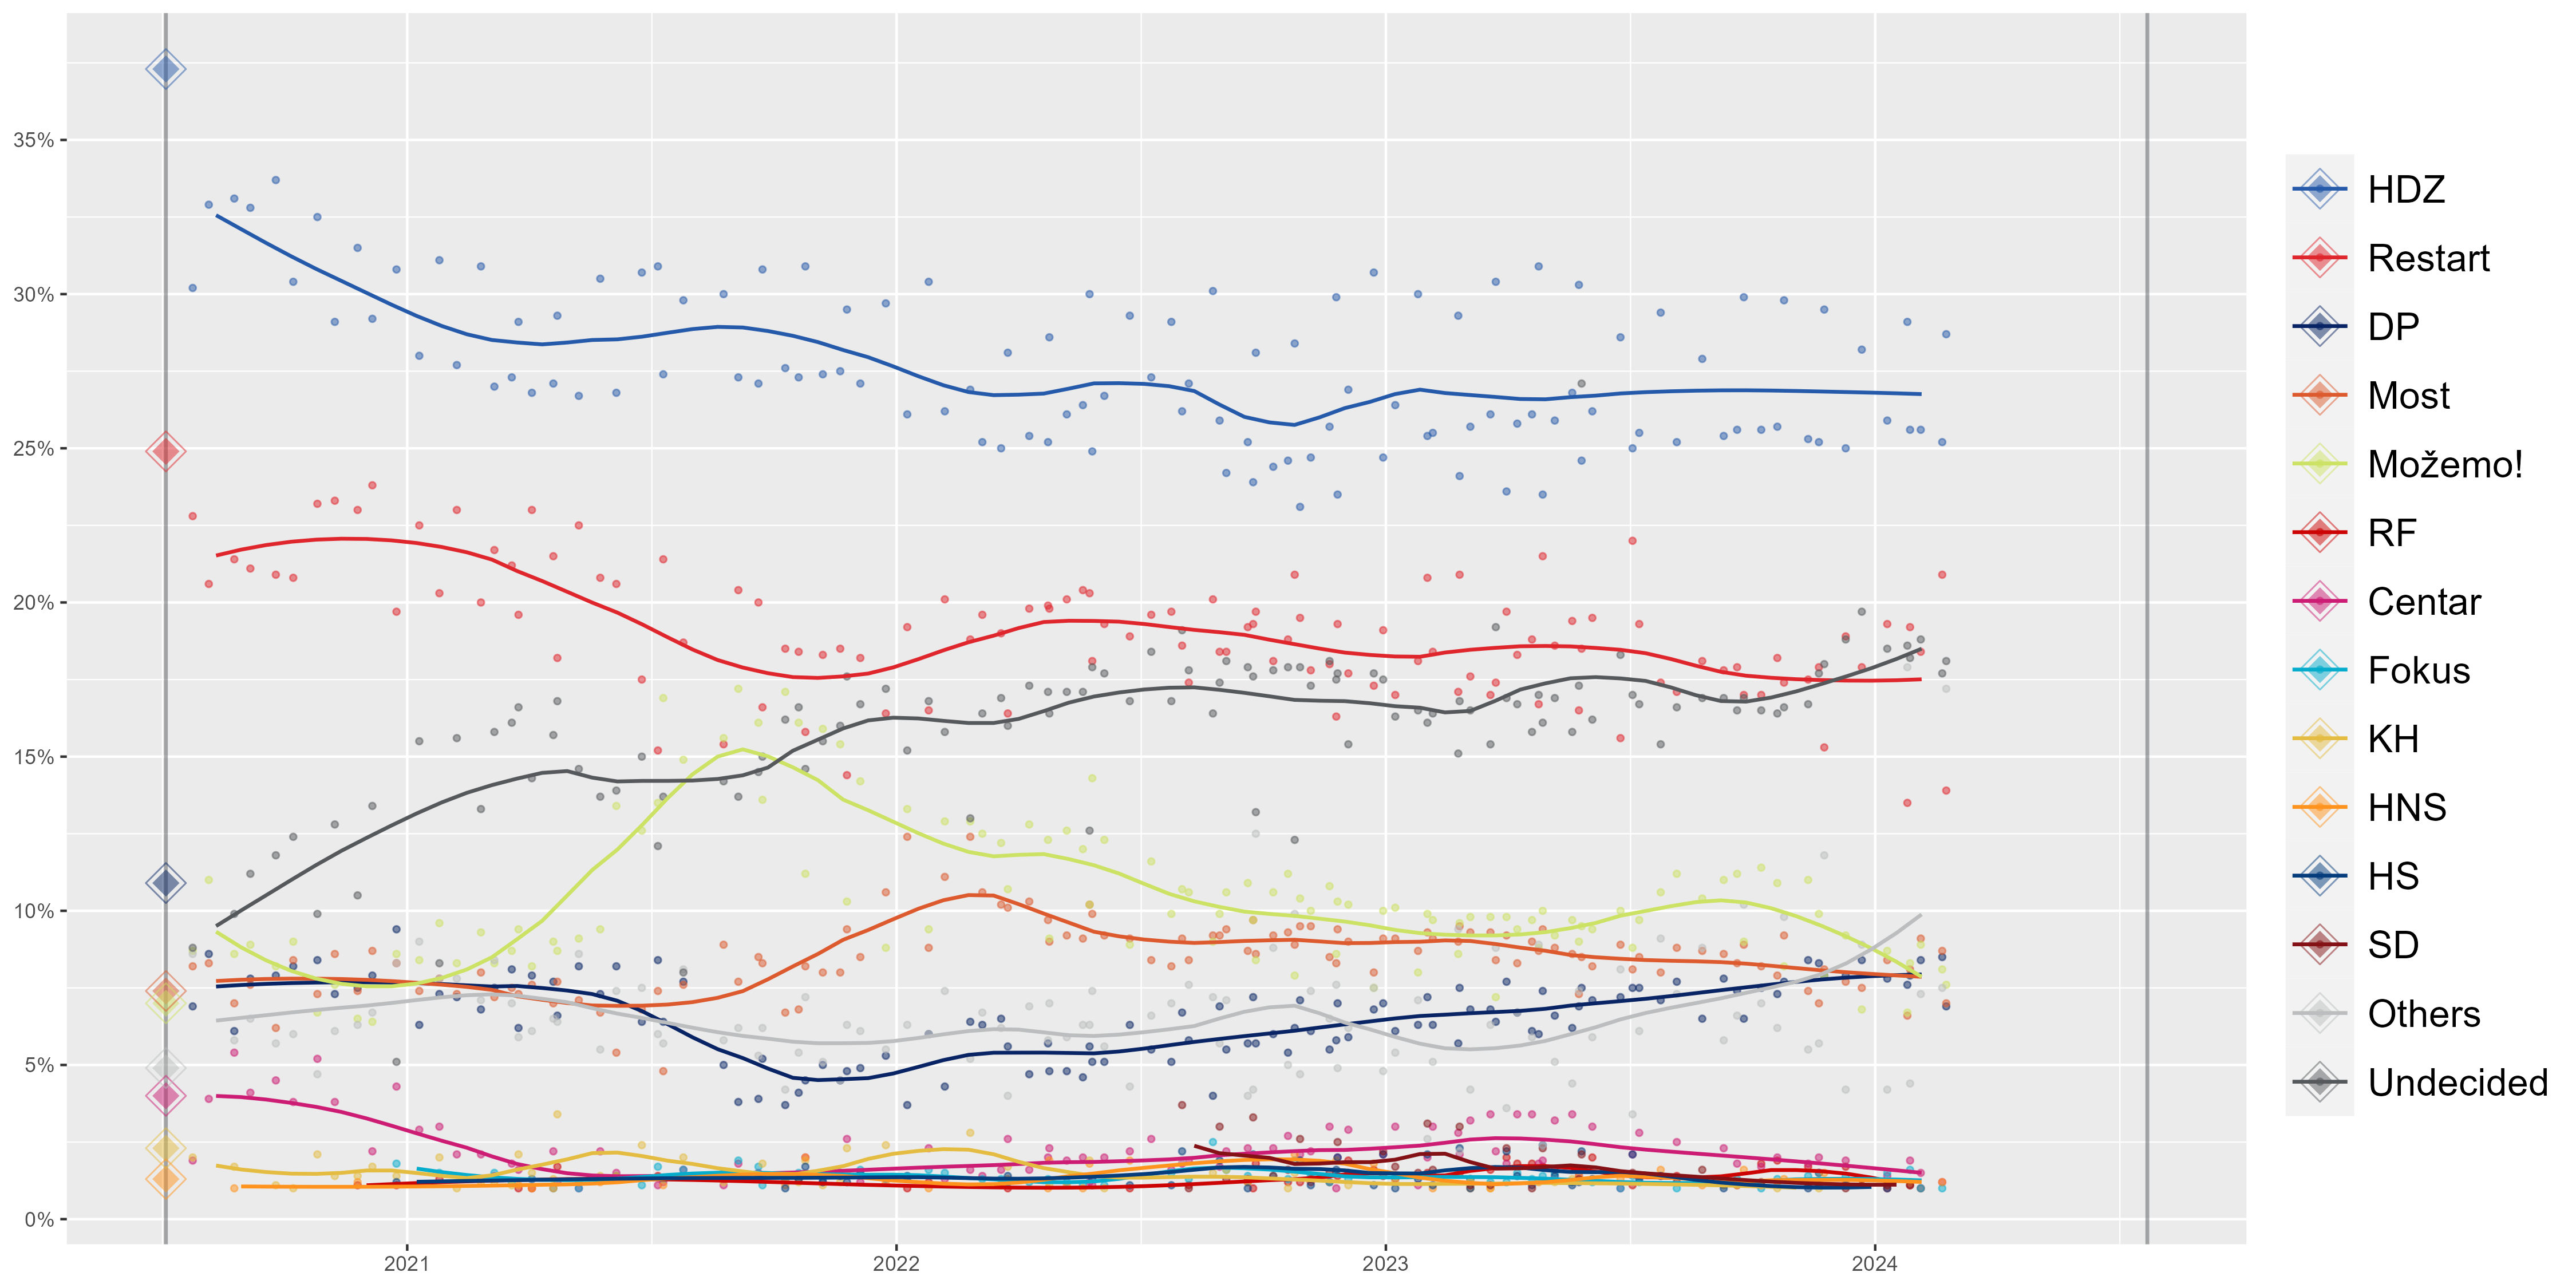 35%
30%
25%
20%
15%
10%
5%
0%
2021 2022 2023 2024
HDZ
Restart
DP
Most
Možemo!
RF
Centar
Fokus
KH
HNS
HS
SD
Others
Undecided